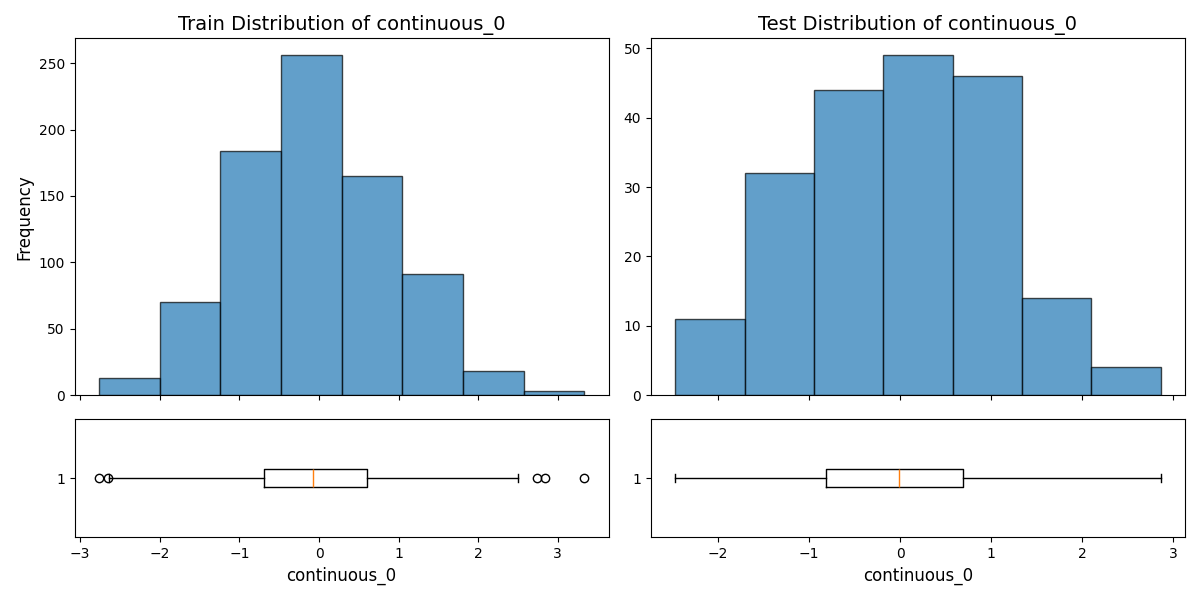 Train Distribution of continuous_0
Test Distribution of continuous_0
Frequency
250
200
150
100
50
0
50
40
30
20
10
0
1
−3 −2 −1 0 1 2 3
continuous_0
1
−2 −1 0 1 2 3
continuous_0